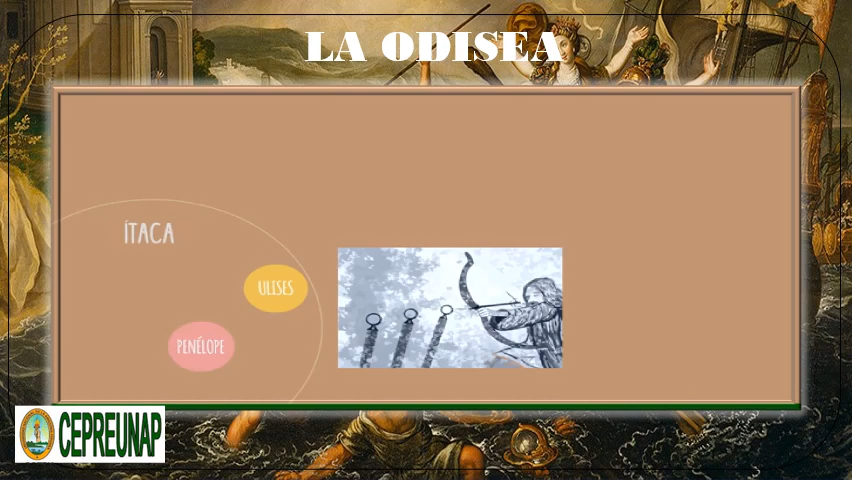 LA ODISEA
ÍTACA
ULISES
PENÉLOPE
CEPREUNAP